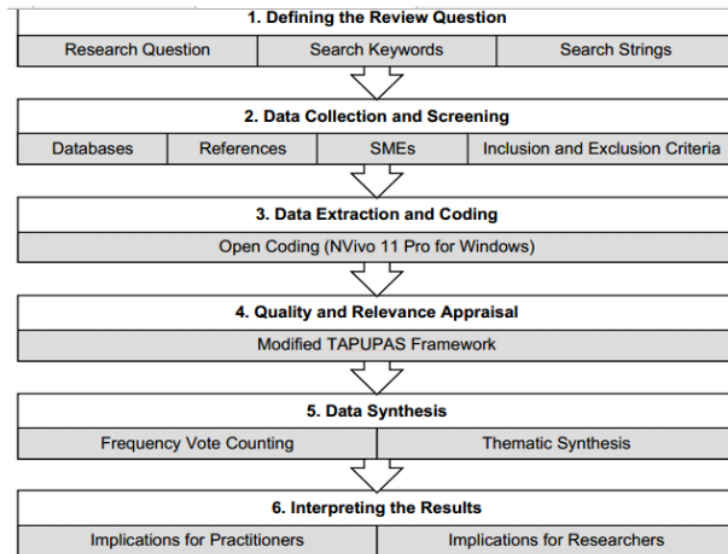 1. Defining the Review Question
Research Question Search Keywords Search Strings
2. Data Collection and Screening
Databases References SMEs Inclusion and Exclusion Criteria
3. Data Extraction and Coding
Open Coding (NVivo 11 Pro for Windows)
4. Quality and Relevance Appraisal
Modified TAPUPAS Framework
5. Data Synthesis
Frequency Vote Counting Thematic Synthesis
6. Interpreting the Results
Implications for Practitioners Implications for Researchers